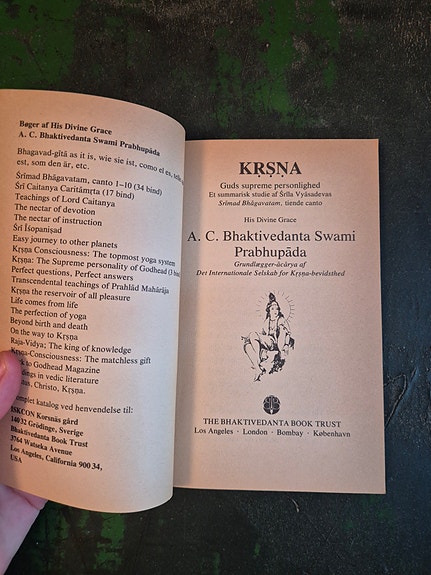 Bøger af His Divine Grace
A. C. Bhaktivedanta Swami Prabhupāda
Bhagavad-gītā as it is, wie sie ist, como el es,
est, som den är, etc.
Śrīmad Bhāgavatam, canto 1–10 (34 bind)
Śrī Caitanya Caritāmṛta (17 bind)
Teachings of Lord Caitanya
The nectar of devotion
The nectar of instruction
Śrī Īsopaniṣad
Easy journey to other planets
Kṛṣṇa Consciousness: The topmost yoga system
Kṛṣṇa: The Supreme personality of Godhead (3 bind)
Perfect questions, Perfect answers
Transcendental teachings of Prahlād Mahārāja
Kṛṣṇa the reservoir of all pleasure
Life comes from life
The perfection of yoga
Beyond birth and death
On the way to Kṛṣṇa
Raja-Vidya; The king of knowledge
Kṛṣṇa-Consciousness: The matchless gift
to Godhead Magazine
in vedic literature
Christo, Kṛṣṇa.
komplet katalog ved henvendelse til:
ISKCON Korsnäs gård
140 32 Grödinge, Sverige
Bhaktivedanta Book Trust
3764 Watseka Avenue
Los Angeles, California 900 34,
USA
KṚṢṆA
Guds supreme personlighed
Et summarisk studie af Śrīla Vyāsadevas
Śrīmad Bhāgavatam, tiende canto
His Divine Grace
A. C. Bhaktivedanta Swami
Prabhupāda
Grundlægger-ācārya af
Det Internationale Selskab for Kṛṣṇa-bevidsthed
THE BHAKTIVEDANTA BOOK TRUST
Los Angeles · London · Bombay · København